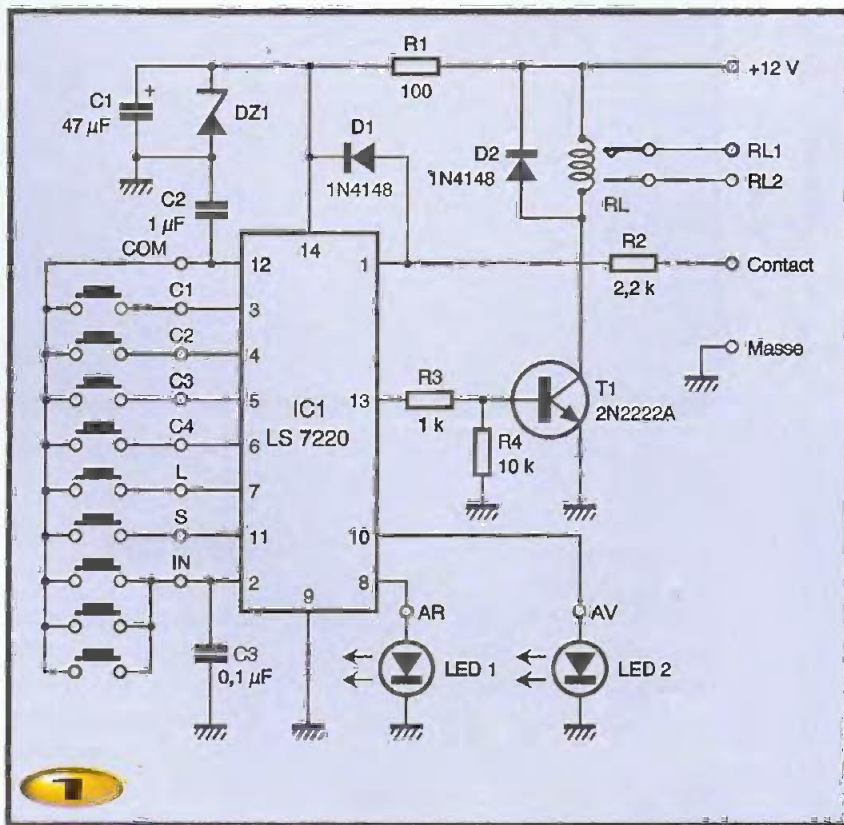 R1
100
+12 V
C1
47 µF
+
DZ1
D1
1N4148
D2
1N4148
RL1
RL2
RL
C2
1 µF
COM
14
R2
2,2 k
Contact
12
1
C1
3
C2
4
Masse
C3
5
IC1
LS 7220
13
R3
1 k
T1
2N2222A
C4
6
R4
10 k
L
7
S
11
10
IN
2
8
9
AR
AV
C3
0,1 µF
LED 1
LED 2
1